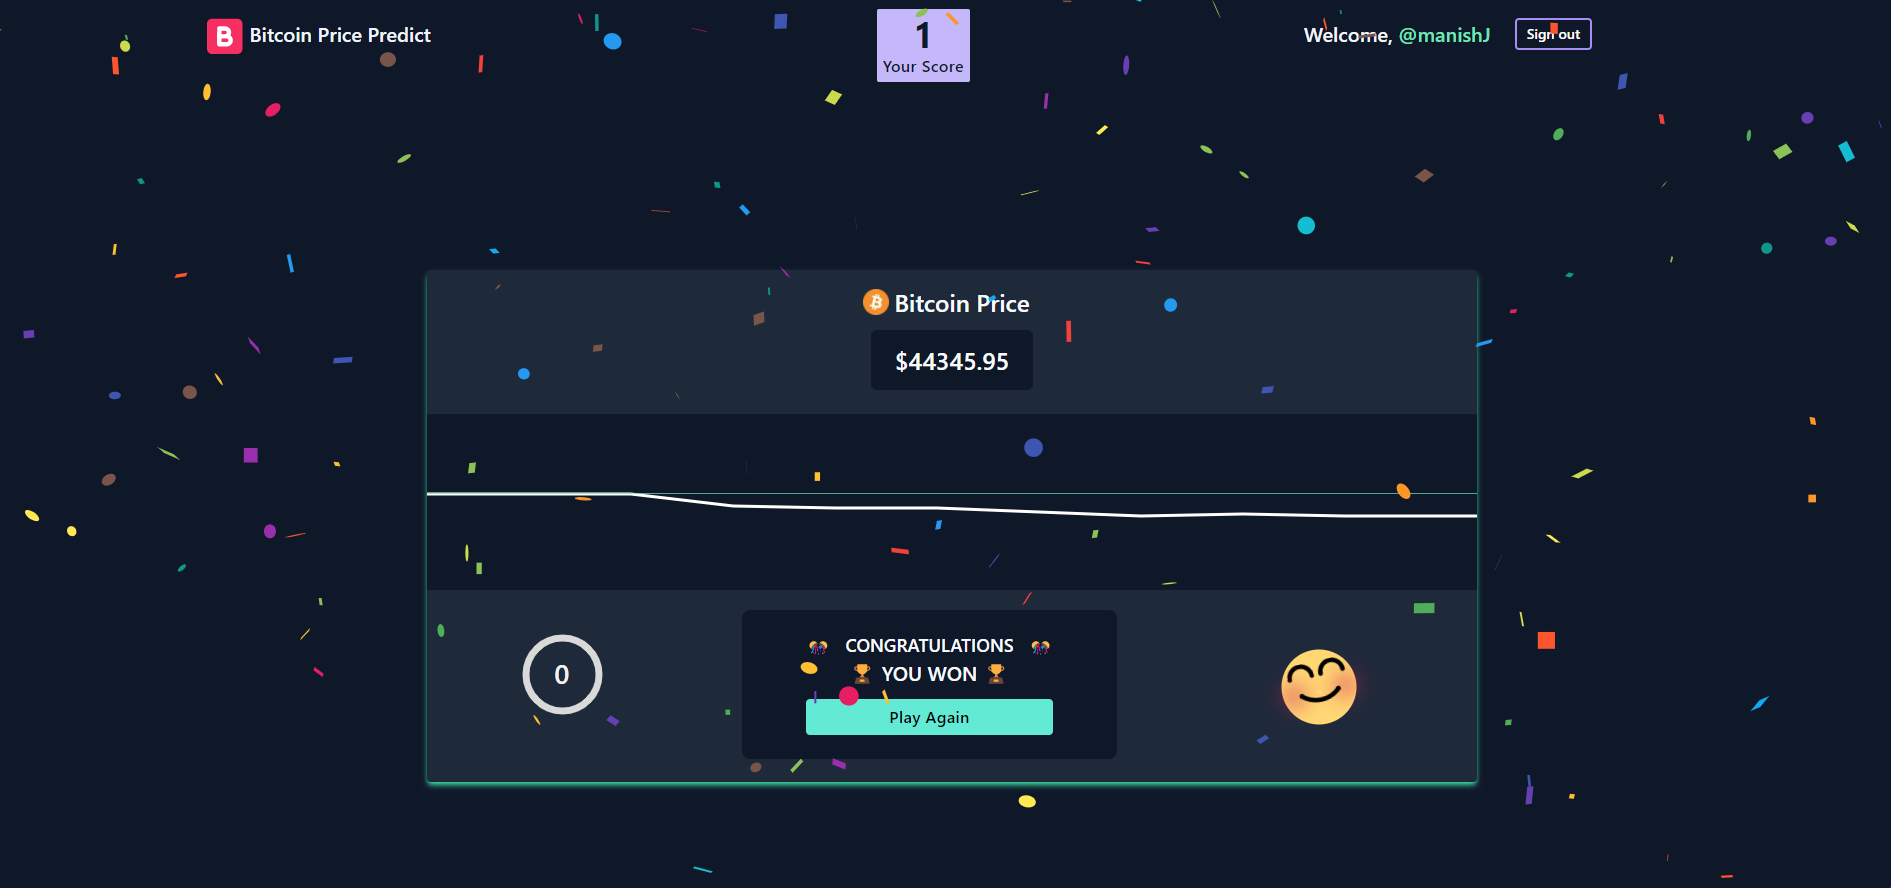 B Bitcoin Price Predict
1
Your Score
Welcome, @manishJ
Sign out
Bitcoin Price
$44345.95
0
CONGRATULATIONS
YOU WON
Play Again